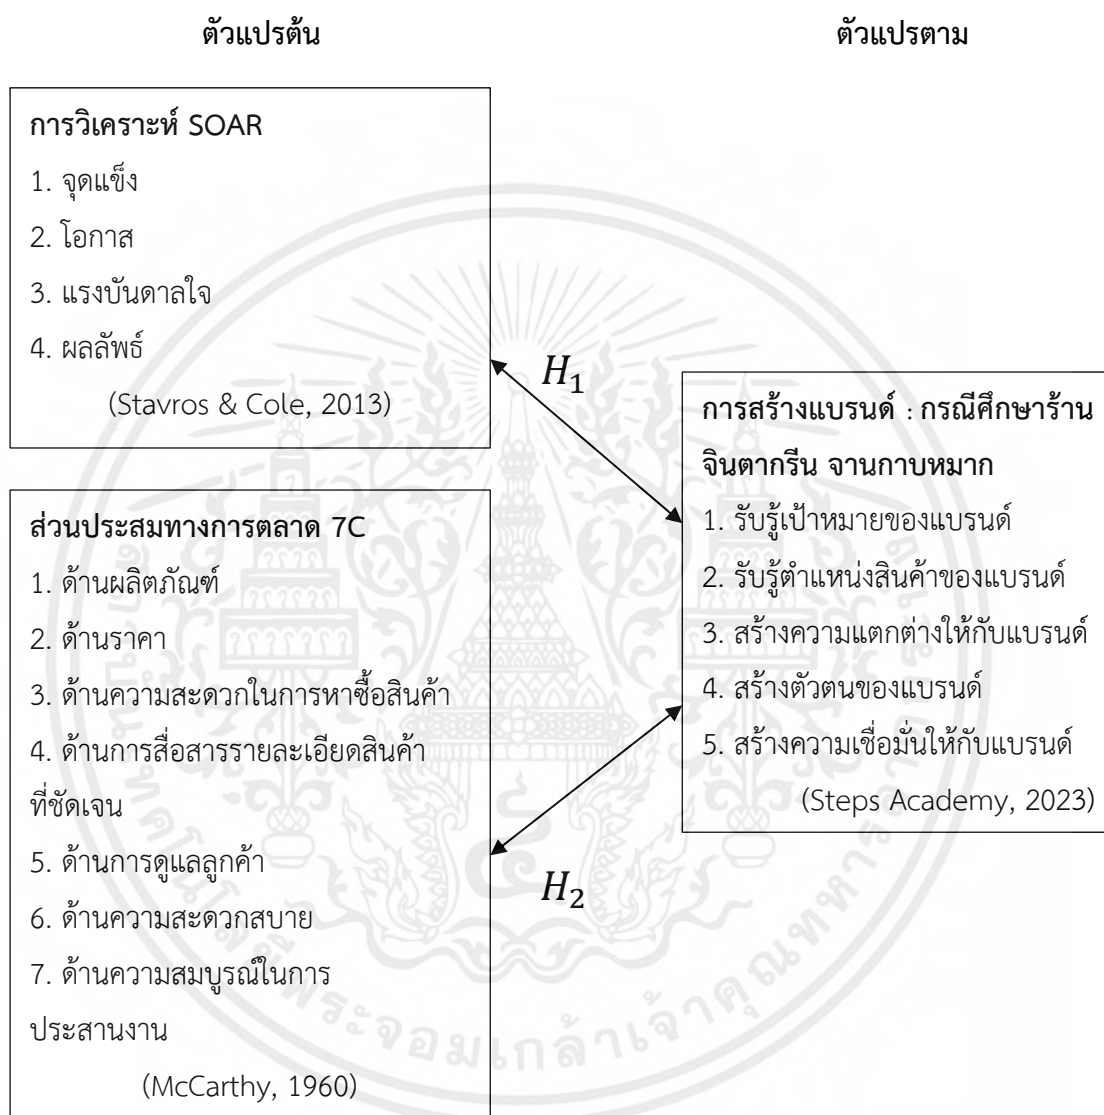 ตัวแปรต้น
ตัวแปรตาม
การวิเคราะห์ SOAR
1. จุดแข็ง
2. โอกาส
3. แรงบันดาลใจ
4. ผลลัพธ์
(Stavros & Cole, 2013)
H₁
ส่วนประสมทางการตลาด 7C
1. ด้านผลิตภัณฑ์
2. ด้านราคา
3. ด้านความสะดวกในการหาซื้อสินค้า
4. ด้านการสื่อสารรายละเอียดสินค้า
ที่ชัดเจน
5. ด้านการดูแลลูกค้า
6. ด้านความสะดวกสบาย
7. ด้านความสมบูรณ์ในการ
ประสานงาน
(McCarthy, 1960)
H₂
การสร้างแบรนด์ : กรณีศึกษาร้าน
จินตากรีน จานกาบหมาก
1. รับรู้เป้าหมายของแบรนด์
2. รับรู้ตำแหน่งสินค้าของแบรนด์
3. สร้างความแตกต่างให้กับแบรนด์
4. สร้างตัวตนของแบรนด์
5. สร้างความเชื่อมั่นให้กับแบรนด์
(Steps Academy, 2023)